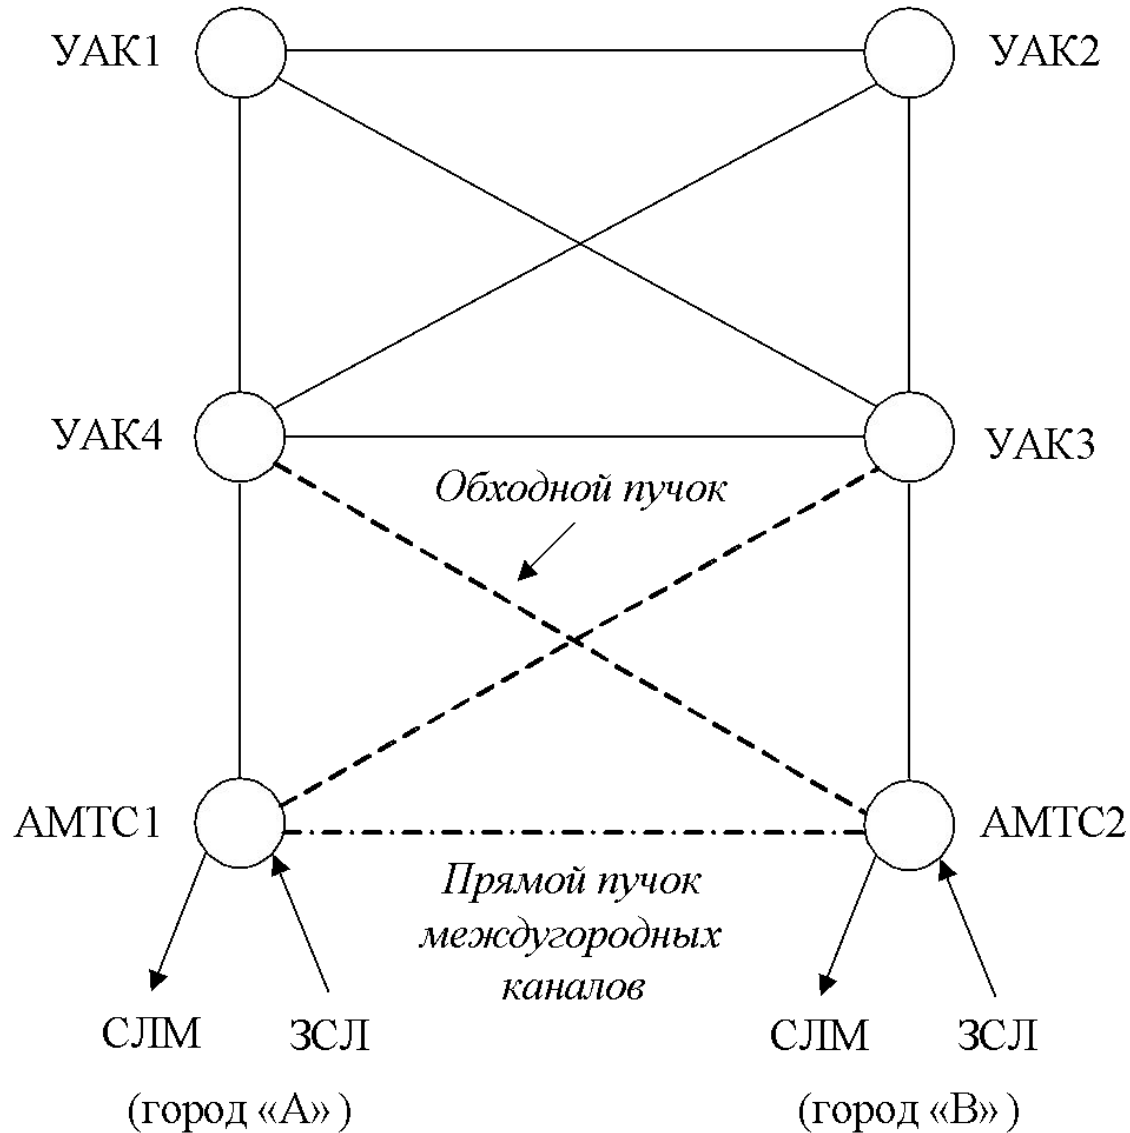 УАК1
УАК2
УАК4
УАК3
Обходной пучок
АМТС1
АМТС2
Прямой пучок
междугородных
каналов
СЛМ
ЗСЛ
СЛМ
ЗСЛ
(город «А» )
(город «В» )